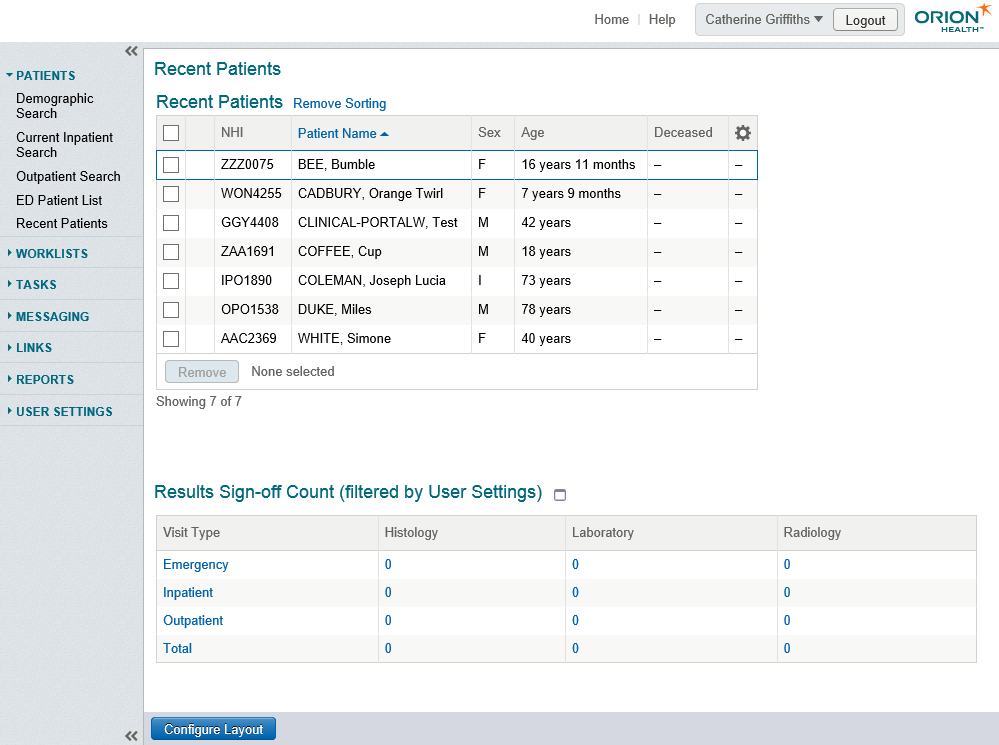 Home | Help Catherine Griffiths Logout ORION HEALTH™
PATIENTS
Demographic
Search
Current Inpatient
Search
Outpatient Search
ED Patient List
Recent Patients
WORKLISTS
TASKS
MESSAGING
LINKS
REPORTS
USER SETTINGS
Recent Patients
Recent Patients Remove Sorting
NHI Patient Name Sex Age Deceased
ZZZ0075 BEE, Bumble F 16 years 11 months – –
WON4255 CADBURY, Orange Twirl F 7 years 9 months – –
GGY4408 CLINICAL-PORTALW, Test M 42 years – –
ZAA1691 COFFEE, Cup M 18 years – –
IPO1890 COLEMAN, Joseph Lucia I 73 years – –
OPO1538 DUKE, Miles M 78 years – –
AAC2369 WHITE, Simone F 40 years – –
Remove None selected
Showing 7 of 7
Results Sign-off Count (filtered by User Settings)
Visit Type Histology Laboratory Radiology
Emergency 0 0 0
Inpatient 0 0 0
Outpatient 0 0 0
Total 0 0 0
Configure Layout